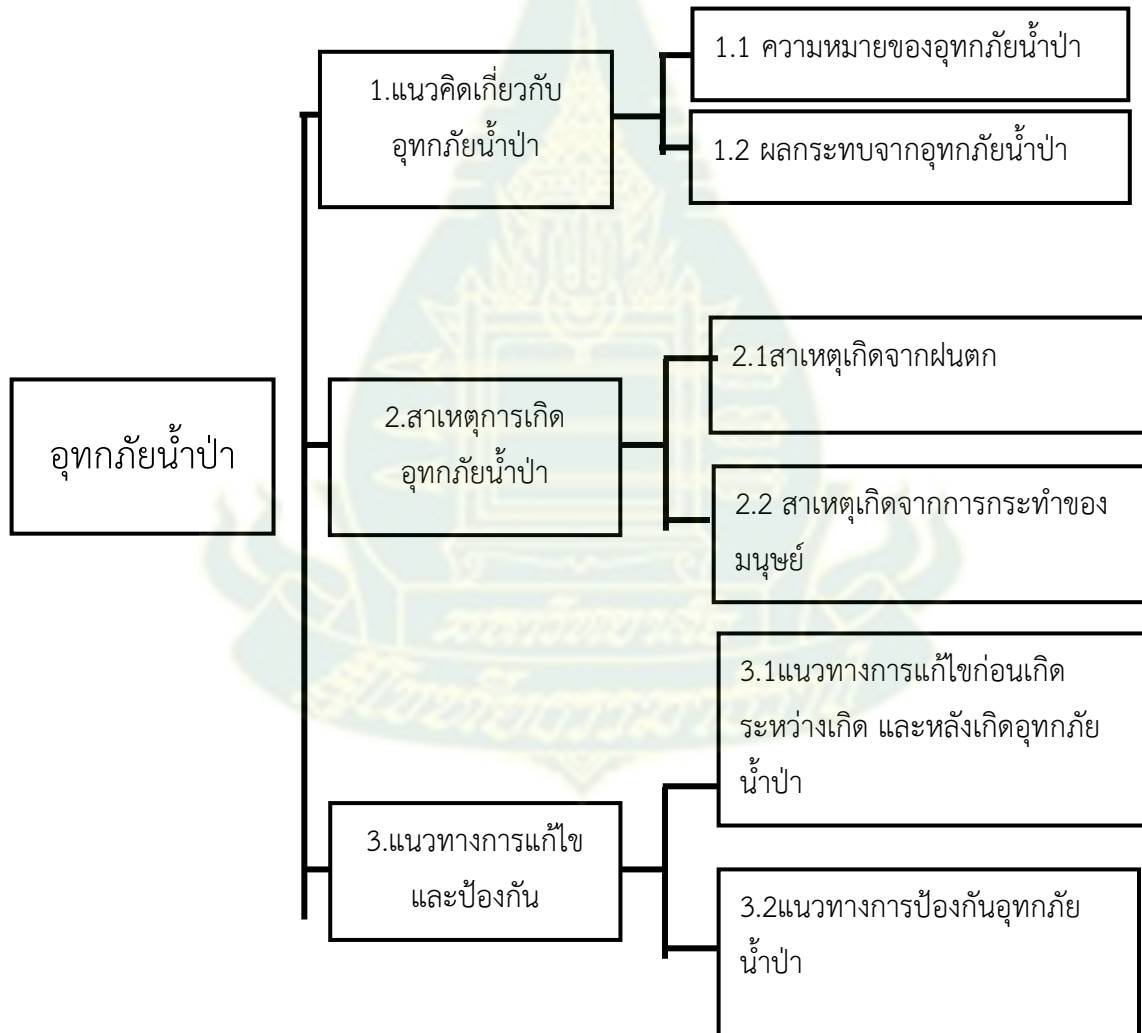 อุทกภัยน้ำป่า
1.แนวคิดเกี่ยวกับ
อุทกภัยน้ำป่า
1.1 ความหมายของอุทกภัยน้ำป่า
1.2 ผลกระทบจากอุทกภัยน้ำป่า
2.สาเหตุการเกิด
อุทกภัยน้ำป่า
2.1สาเหตุเกิดจากฝนตก
2.2 สาเหตุเกิดจากการกระทำของ
มนุษย์
3.แนวทางการแก้ไข
และป้องกัน
3.1แนวทางการแก้ไขก่อนเกิด
ระหว่างเกิด และหลังเกิดอุทกภัย
น้ำป่า
3.2แนวทางการป้องกันอุทกภัย
น้ำป่า